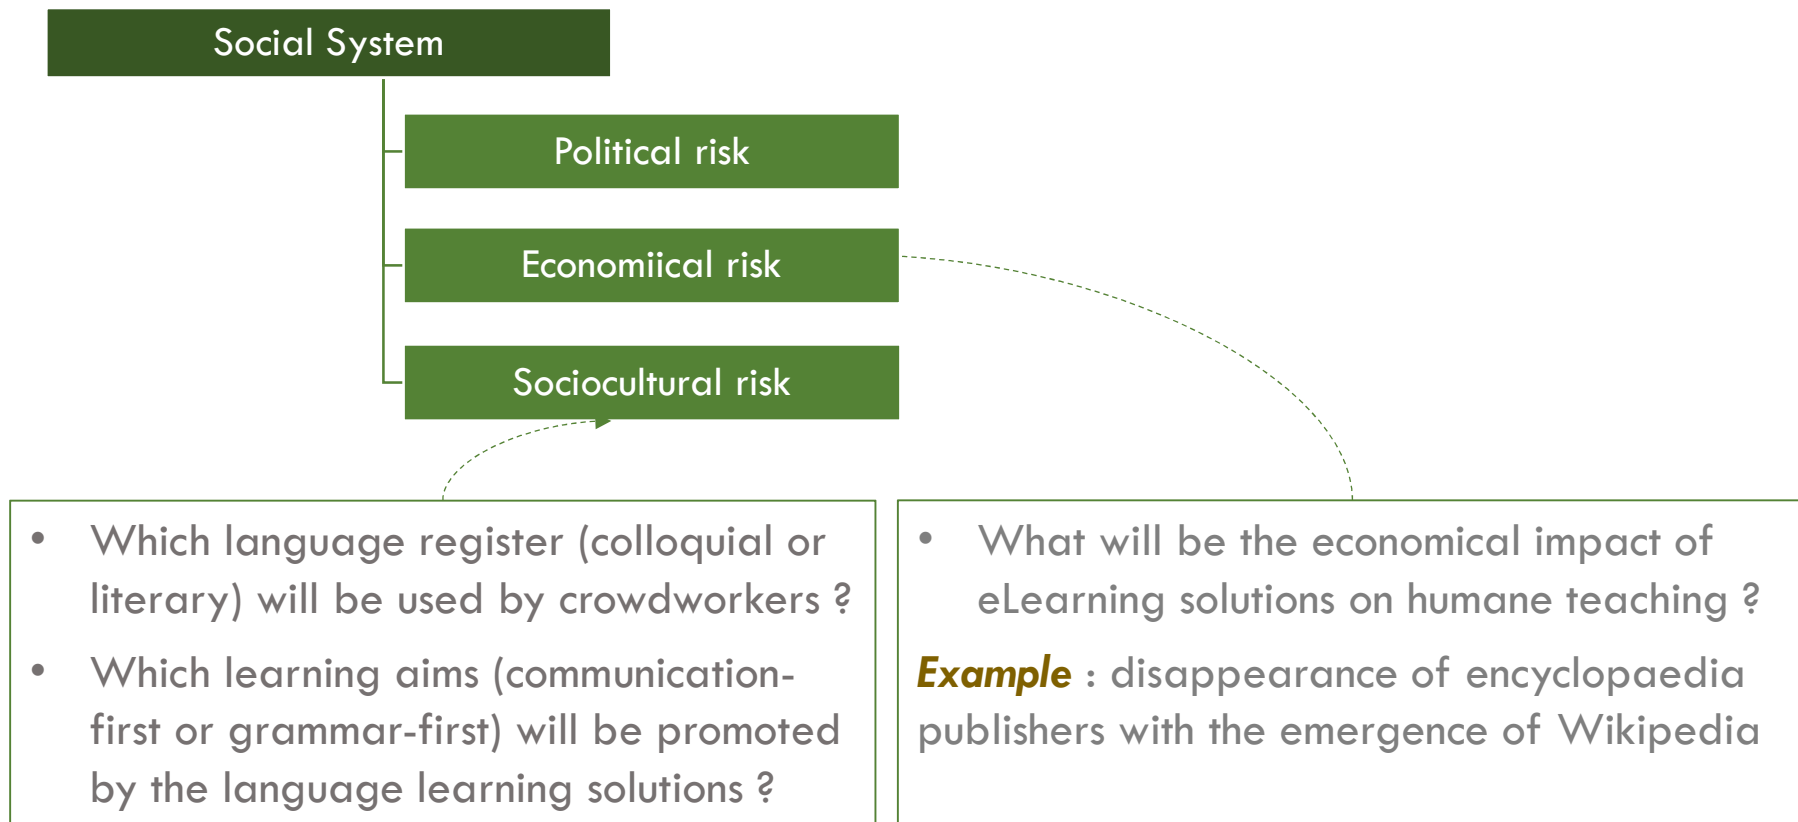 Social System
Political risk
Economiical risk
Sociocultural risk
• Which language register (colloquial or
literary) will be used by crowdworkers ?
• Which learning aims (communication-
first or grammar-first) will be promoted
by the language learning solutions ?
• What will be the economical impact of
eLearning solutions on humane teaching ?
Example : disappearance of encyclopaedia
publishers with the emergence of Wikipedia